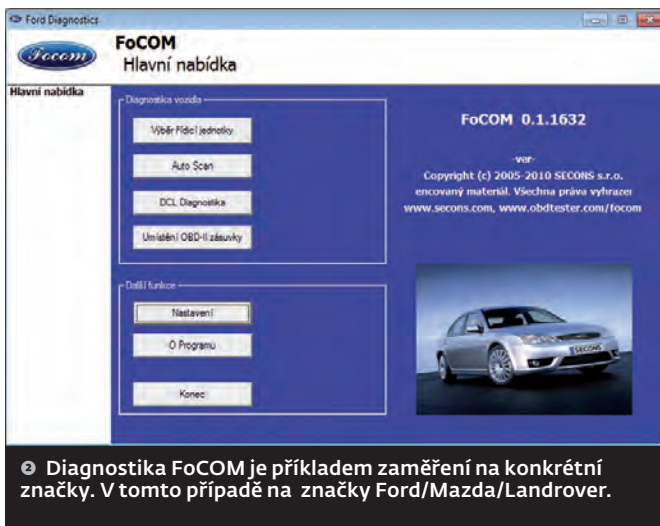 Ford Diagnostics
Focom
FoCOM
Hlavní nabídka
Hlavní nabídka
Diagnostika vozidla
Výběr Řídicí jednotky
Auto Scan
DCL Diagnostika
Umístění OBD-II zásuvky
Další funkce
Nastavení
O Programu
Konec
FoCOM 0.1.1632
-ver-
Copyright (c) 2005-2010 SECONS s.r.o.
encovaný materiál. Všechna práva vyhrazer
www.secons.com, www.obdtester.com/focom
SECONS
❷ Diagnostika FoCOM je příkladem zaměření na konkrétní
značky. V tomto případě na značky Ford/Mazda/Landrover.